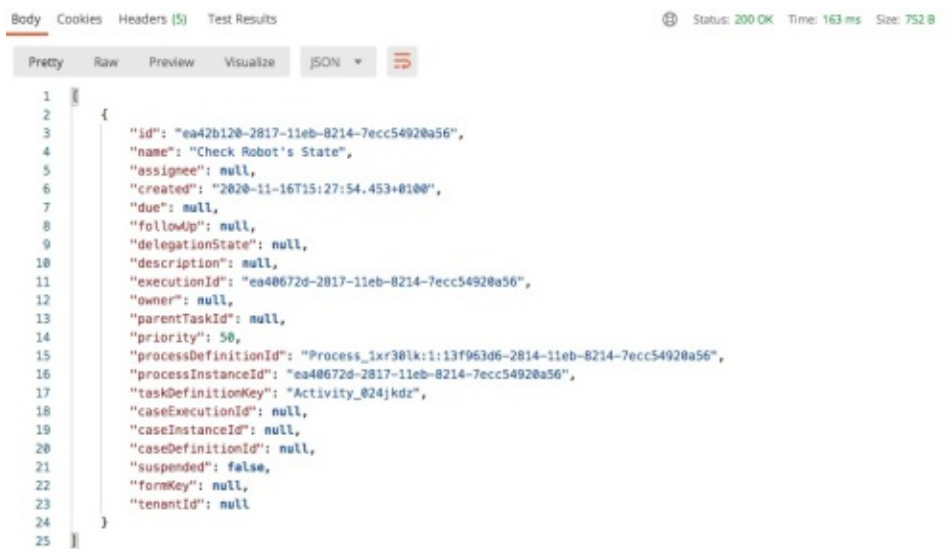 Body Cookies Headers (5) Test Results Status: 200 OK Time: 163 ms Size: 752 B
Pretty Raw Preview Visualize JSON
1 [
2 {
3 "id": "ea42b120-2817-11eb-8214-7ecc54920a56",
4 "name": "Check Robot's State",
5 "assignee": null,
6 "created": "2020-11-16T15:27:54.453+0100",
7 "due": null,
8 "followUp": null,
9 "delegationState": null,
10 "description": null,
11 "executionId": "ea40672d-2817-11eb-8214-7ecc54920a56",
12 "owner": null,
13 "parentTaskId": null,
14 "priority": 50,
15 "processDefinitionId": "Process_1xr30lk:1:13f963d6-2814-11eb-8214-7ecc54920a56",
16 "processInstanceId": "ea40672d-2817-11eb-8214-7ecc54920a56",
17 "taskDefinitionKey": "Activity_024jkdz",
18 "caseExecutionId": null,
19 "caseInstanceId": null,
20 "caseDefinitionId": null,
21 "suspended": false,
22 "formKey": null,
23 "tenantId": null
24 }
25 ]